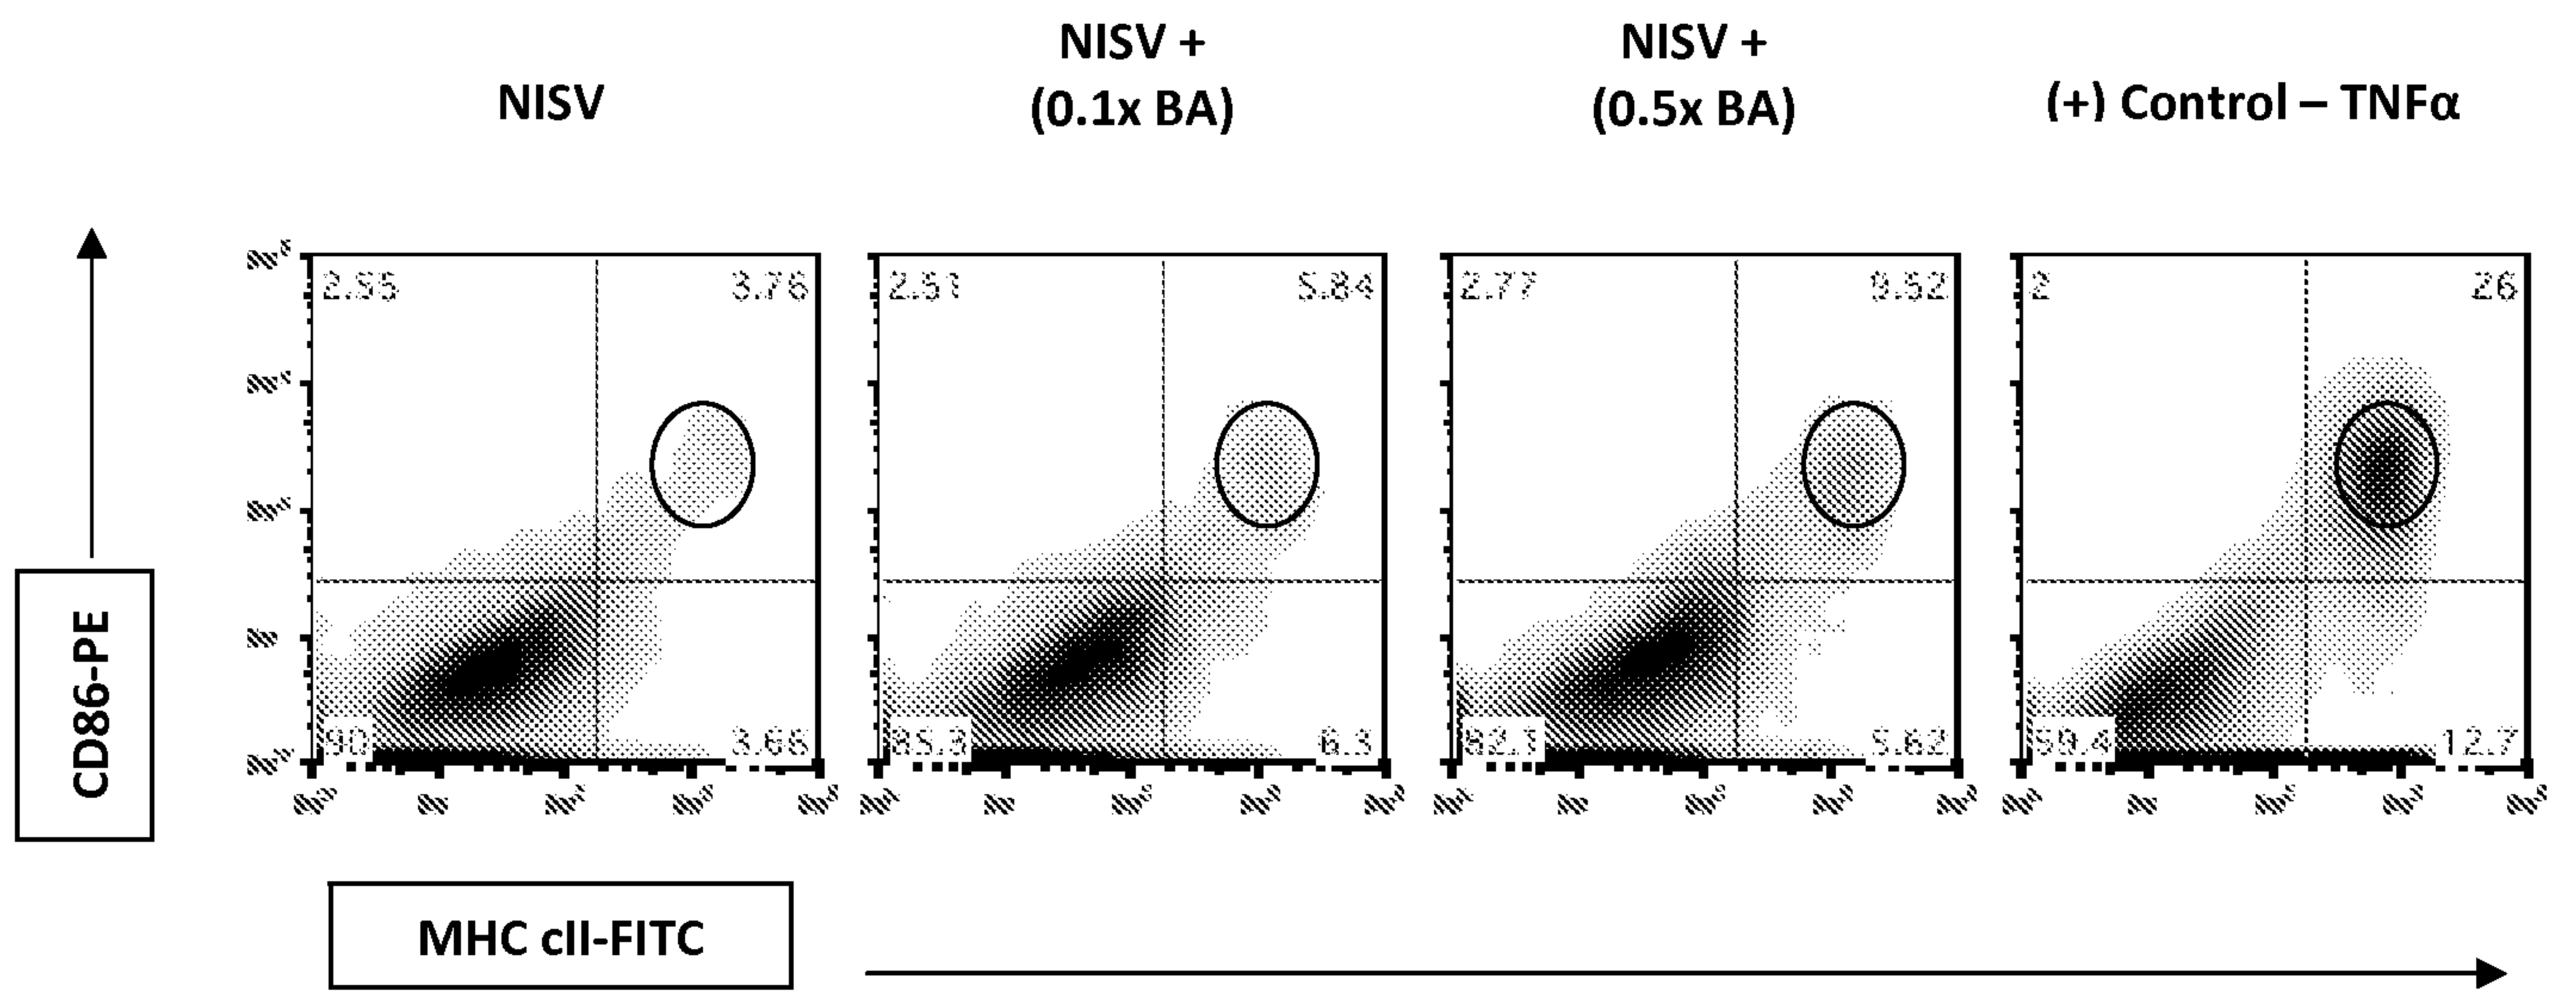 NISV
NISV +
(0.1x BA)
NISV +
(0.5x BA)
(+) Control – TNFα
2.55
3.76
2.51
5.84
2.77
9.52
2
26
CD86-PE
90
3.66
85.3
6.3
82.1
5.62
59.4
12.7
MHC cII-FITC